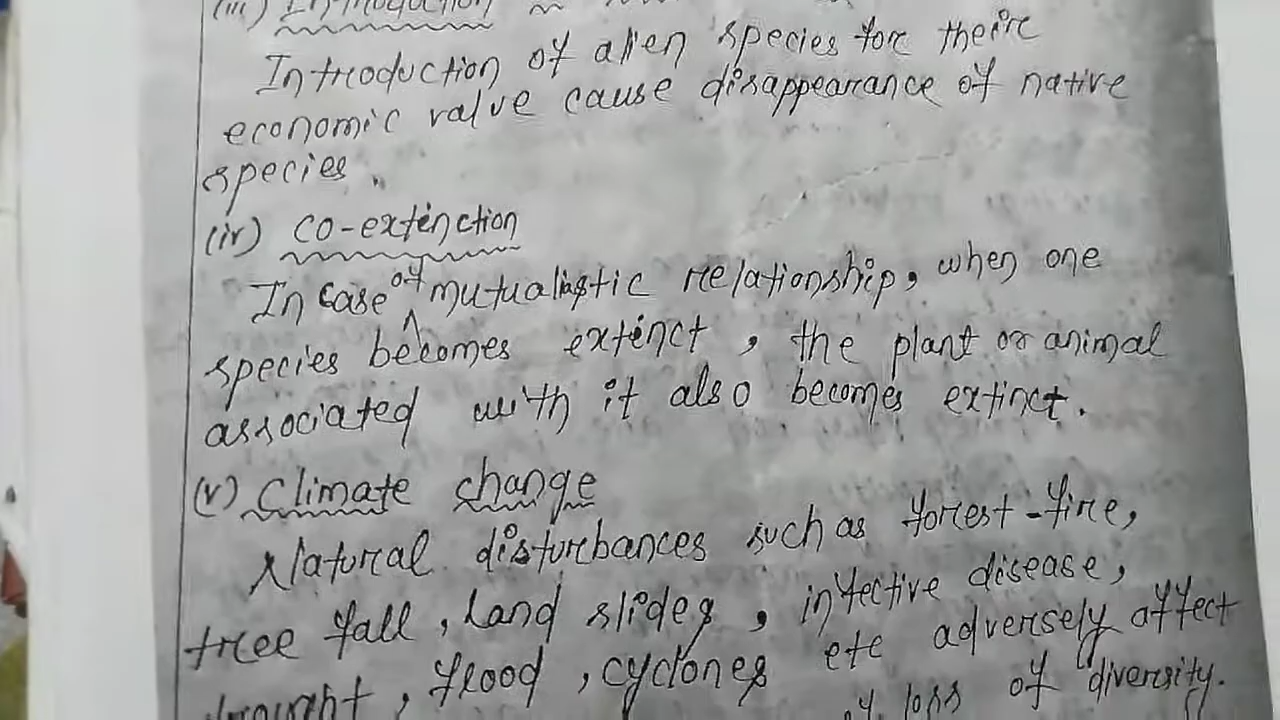 (iii) Introduction
Introduction of alien species for their
economic value cause disappearance of native
species.
(iv) co-extinction
In case of mutualistic relationship, when one
species becomes extinct, the plant or animal
associated with it also becomes extinct.
(v) Climate change
Natural disturbances such as forest-fire,
tree fall, Land slides, infective disease,
drought, flood, cyclones etc adversely affect
loss of diversity.